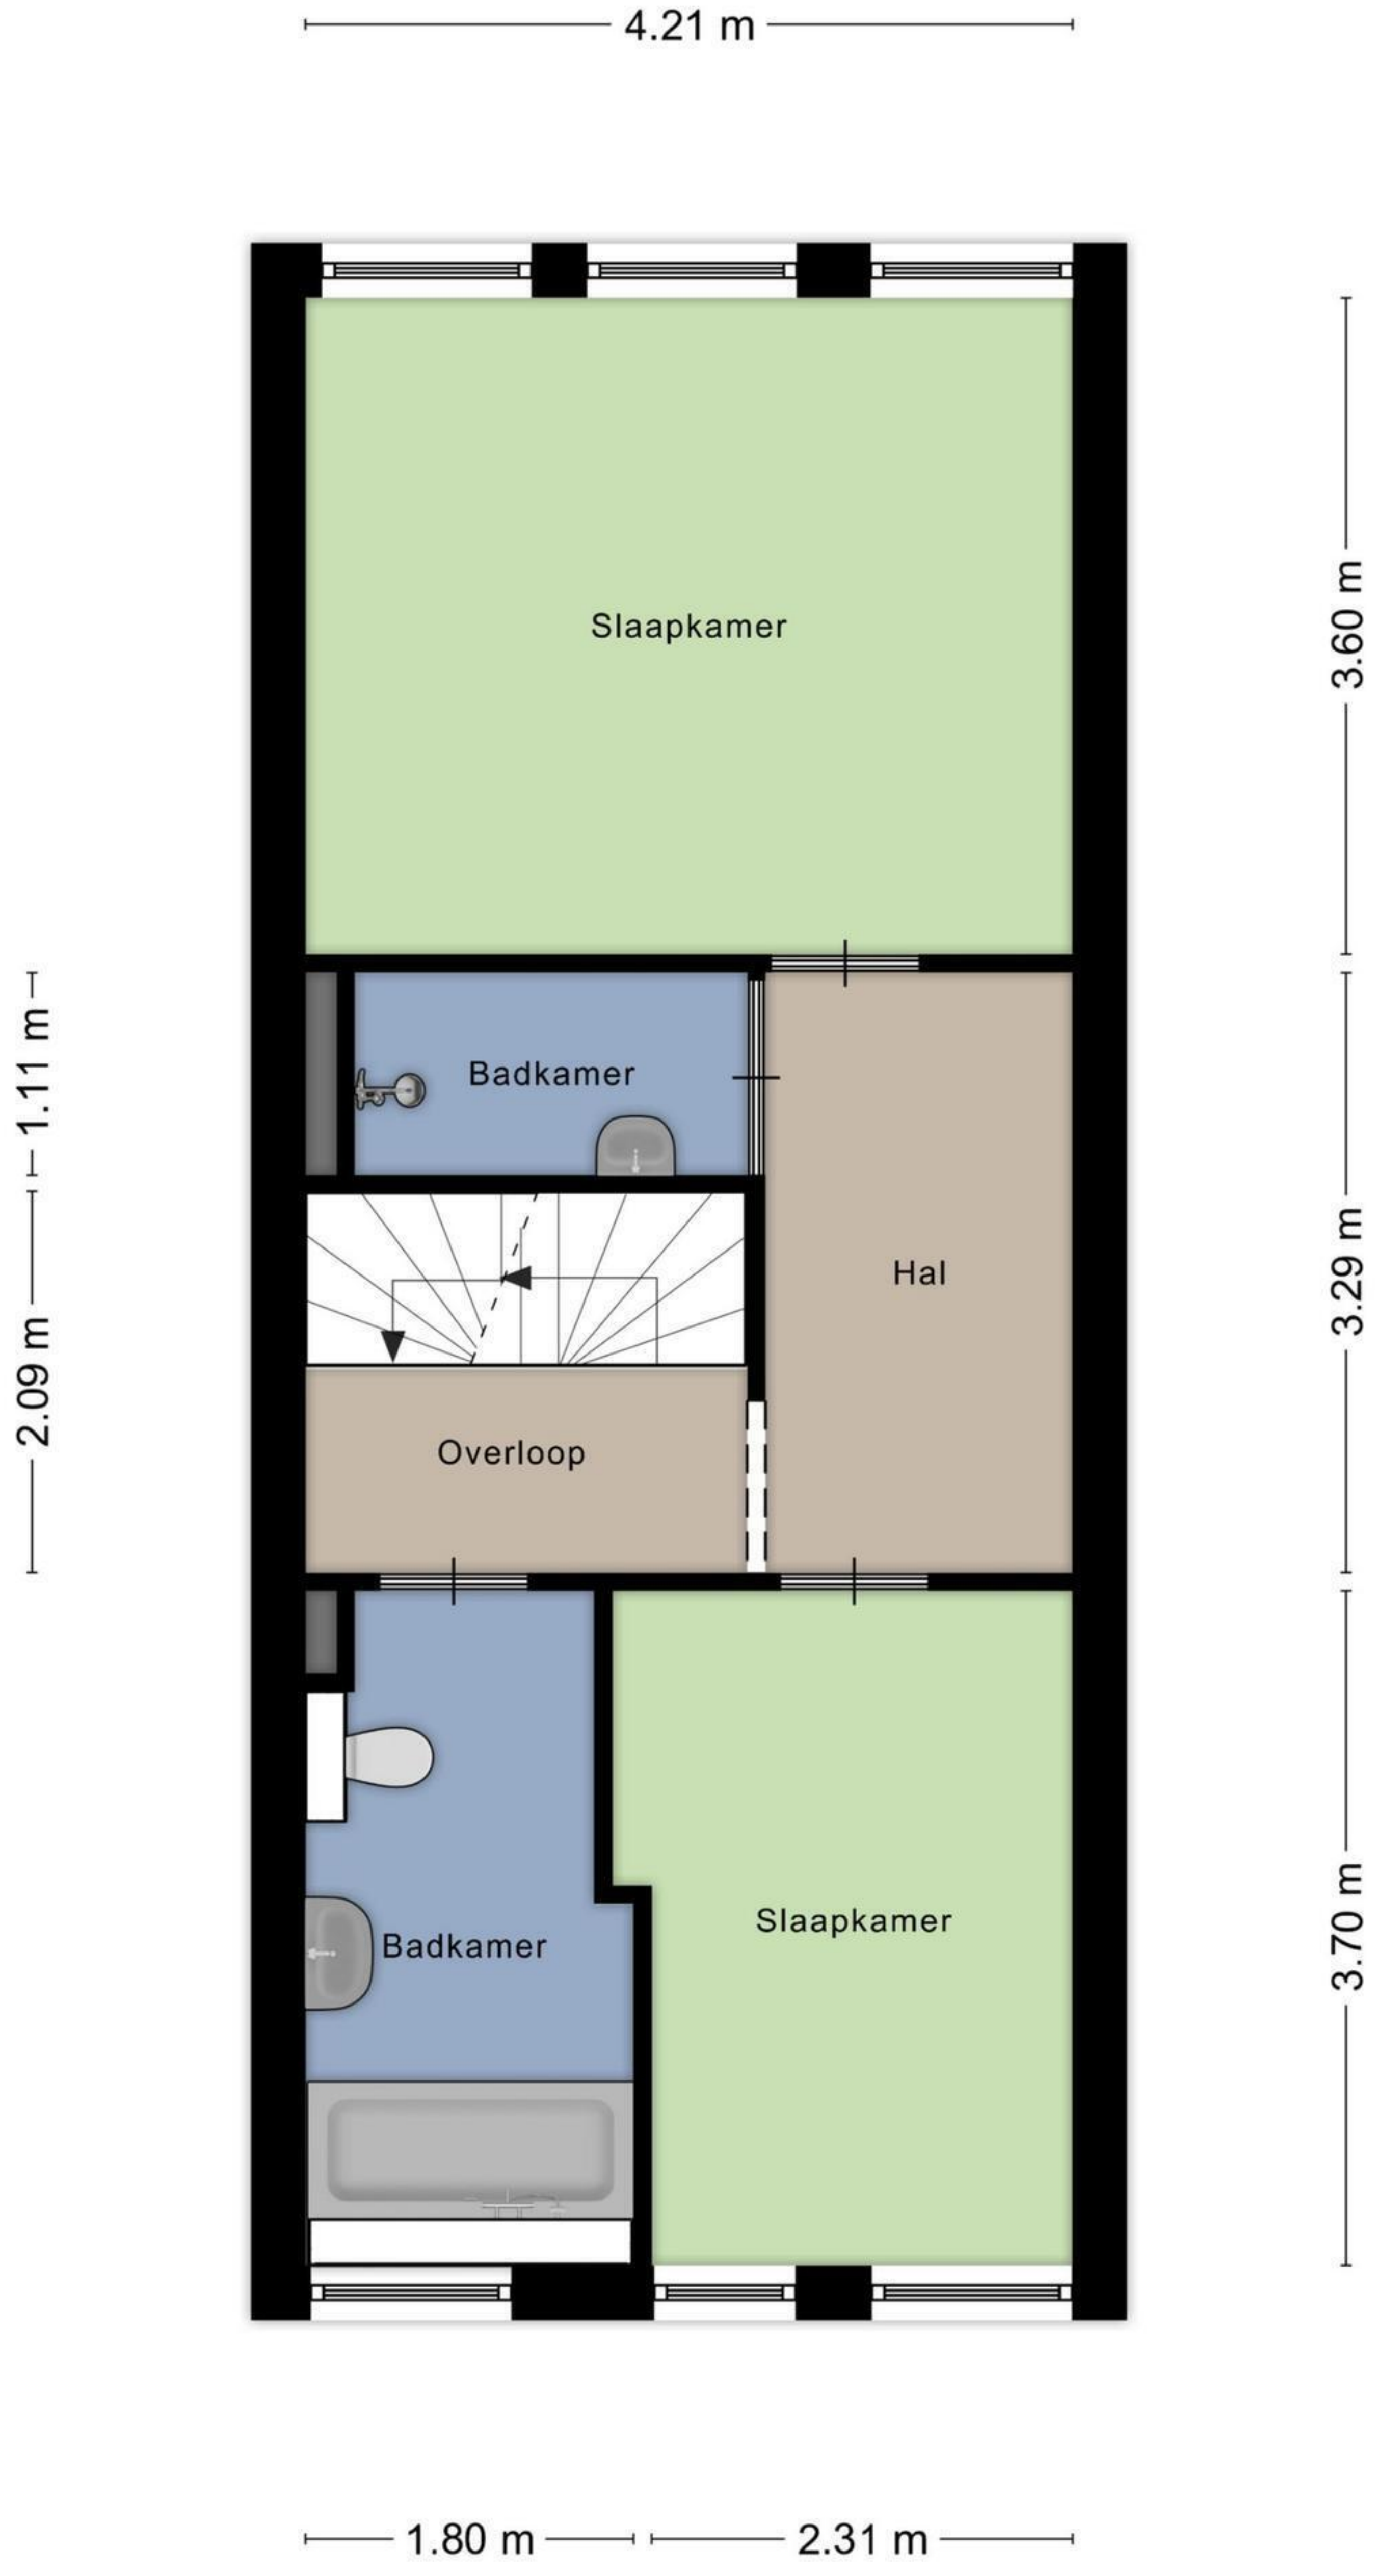 4.21 m
Slaapkamer
3.60 m
Badkamer
1.11 m
Hal
3.29 m
2.09 m
Overloop
Slaapkamer
Badkamer
3.70 m
1.80 m
2.31 m